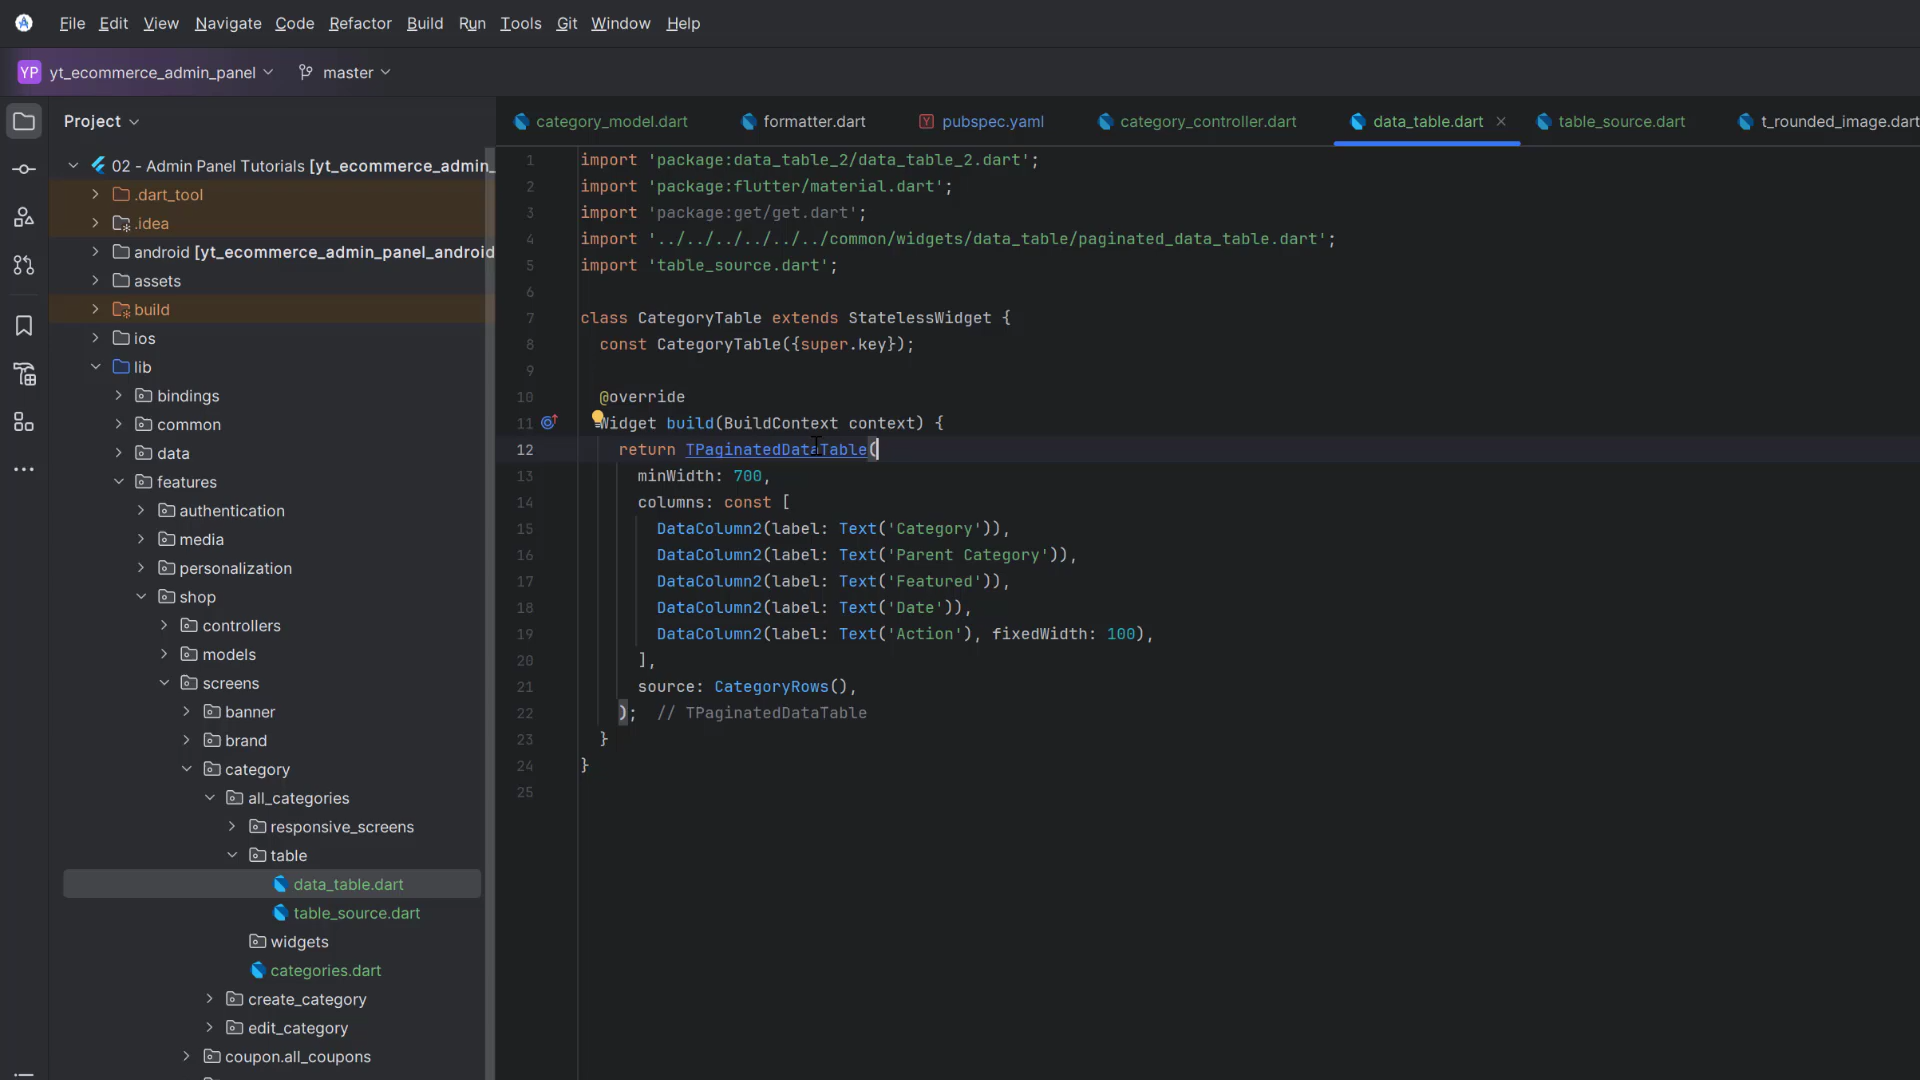 File Edit View Navigate Code Refactor Build Run Tools Git Window Help
YP yt_ecommerce_admin_panel master
Project
category_model.dart formatter.dart pubspec.yaml category_controller.dart data_table.dart table_source.dart t_rounded_image.dart
02 - Admin Panel Tutorials [yt_ecommerce_admin_
.dart_tool
.idea
android [yt_ecommerce_admin_panel_android
assets
build
ios
lib
bindings
common
data
features
authentication
media
personalization
shop
controllers
models
screens
banner
brand
category
all_categories
responsive_screens
table
data_table.dart
table_source.dart
widgets
categories.dart
create_category
edit_category
coupon.all_coupons
1 import 'package:data_table_2/data_table_2.dart';
2 import 'package:flutter/material.dart';
3 import 'package:get/get.dart';
4 import '../../../../../../common/widgets/data_table/paginated_data_table.dart';
5 import 'table_source.dart';
6
7 class CategoryTable extends StatelessWidget {
8 const CategoryTable({super.key});
9
10 @override
11 Widget build(BuildContext context) {
12 return TPaginatedDataTable(
13 minWidth: 700,
14 columns: const [
15 DataColumn2(label: Text('Category')),
16 DataColumn2(label: Text('Parent Category')),
17 DataColumn2(label: Text('Featured')),
18 DataColumn2(label: Text('Date')),
19 DataColumn2(label: Text('Action'), fixedWidth: 100),
20 ],
21 source: CategoryRows(),
22 ); // TPaginatedDataTable
23 }
24 }
25